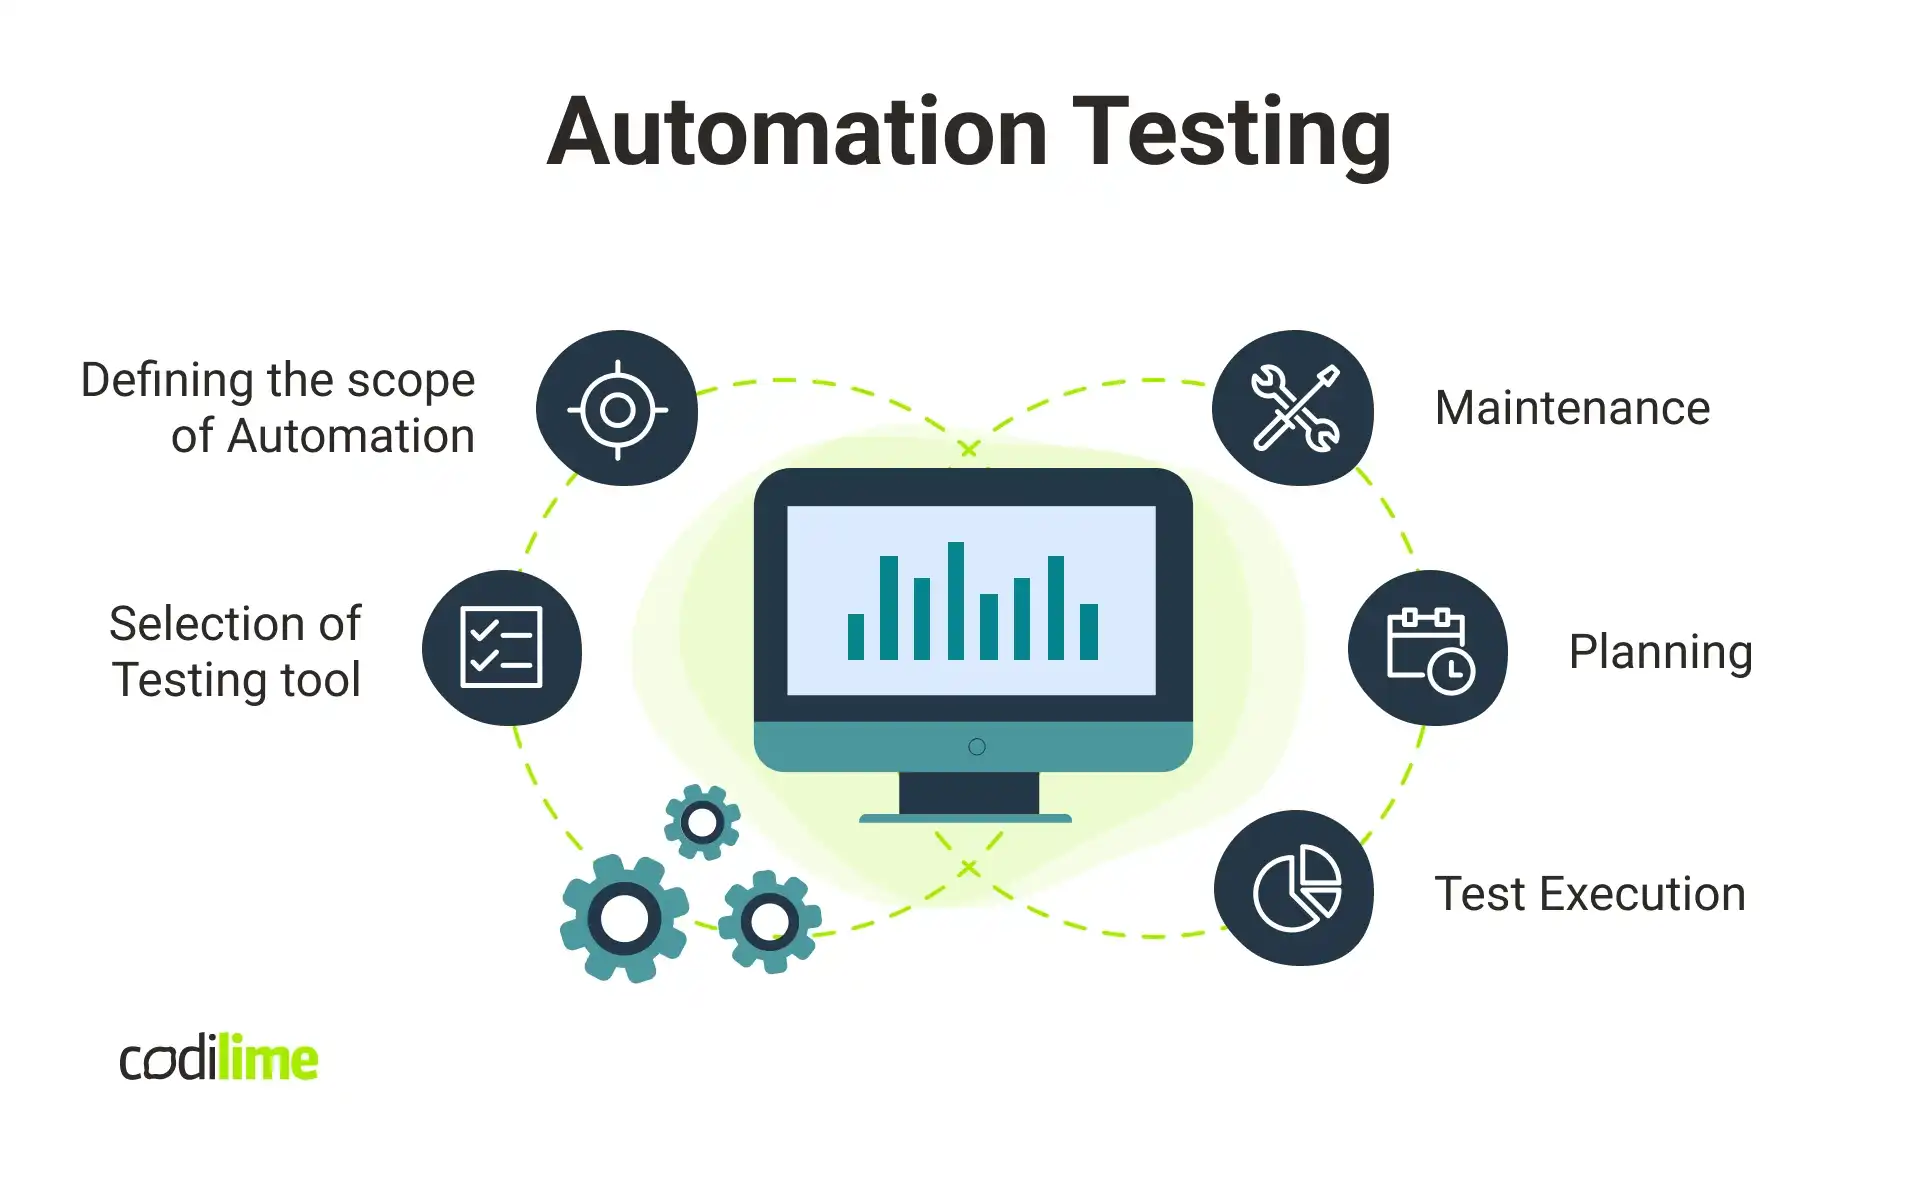 Automation Testing
Defining the scope
of Automation
Maintenance
Selection of
Testing tool
Planning
Test Execution
codilime